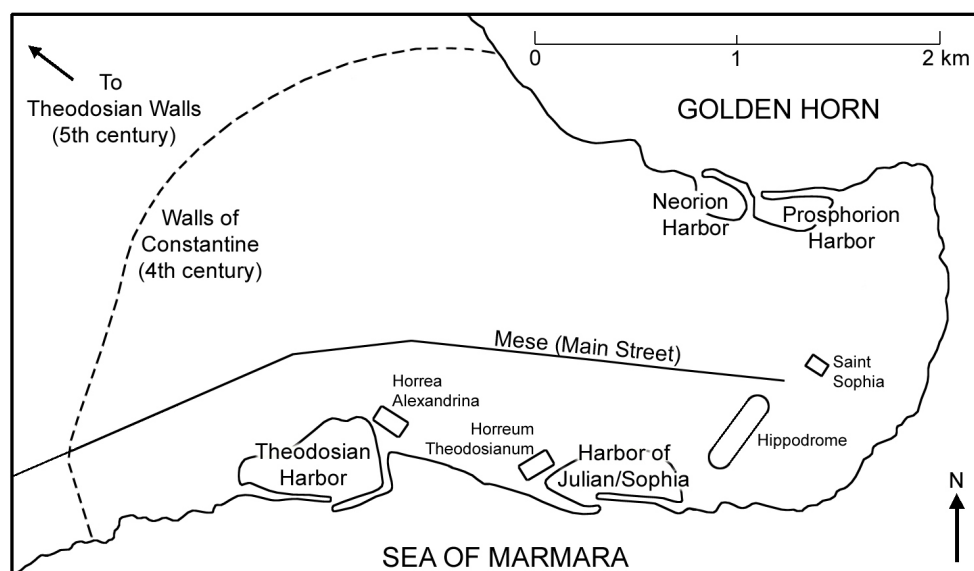 To
Theodosian Walls
(5th century)
0
1
2 km
GOLDEN HORN
Walls of
Constantine
(4th century)
Neorion
Harbor
Prosphorion
Harbor
Mese (Main Street)
Saint
Sophia
Horrea
Alexandrina
Horreum
Theodosianum
Hippodrome
Theodosian
Harbor
Harbor of
Julian/Sophia
N
SEA OF MARMARA